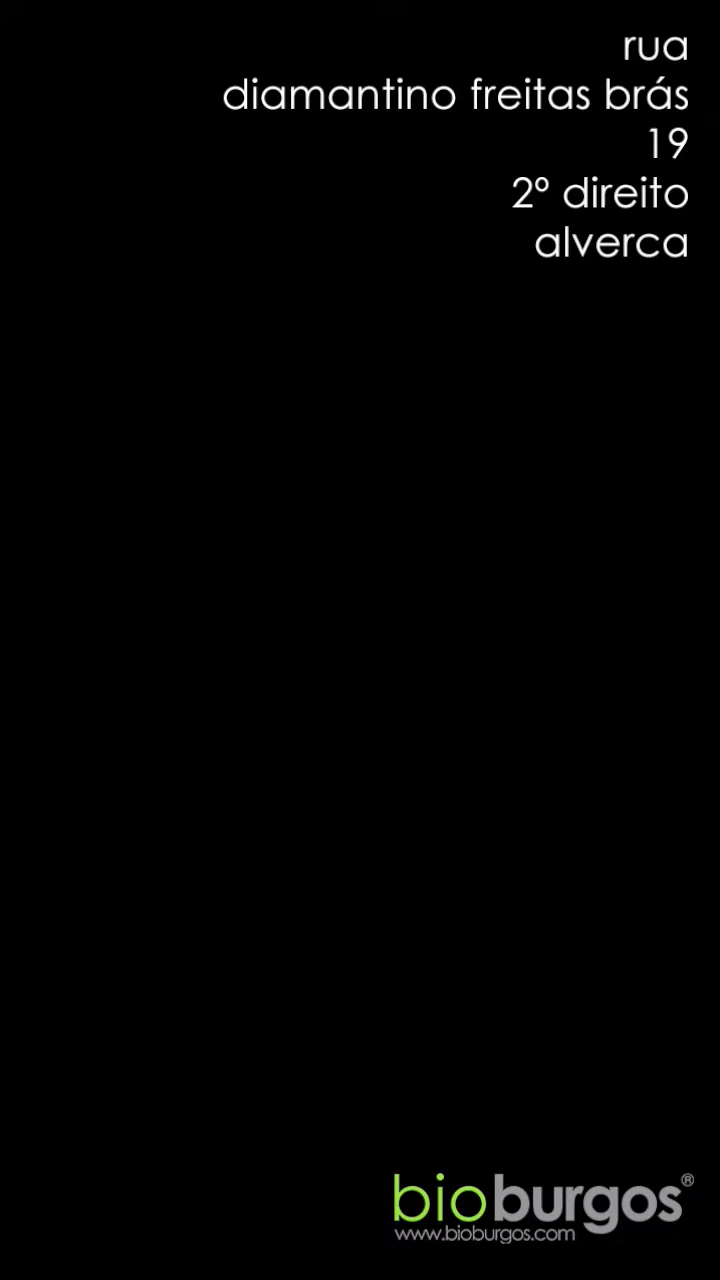 rua
diamantino freitas brás
19
2º direito
alverca
bioburgos®
www.bioburgos.com